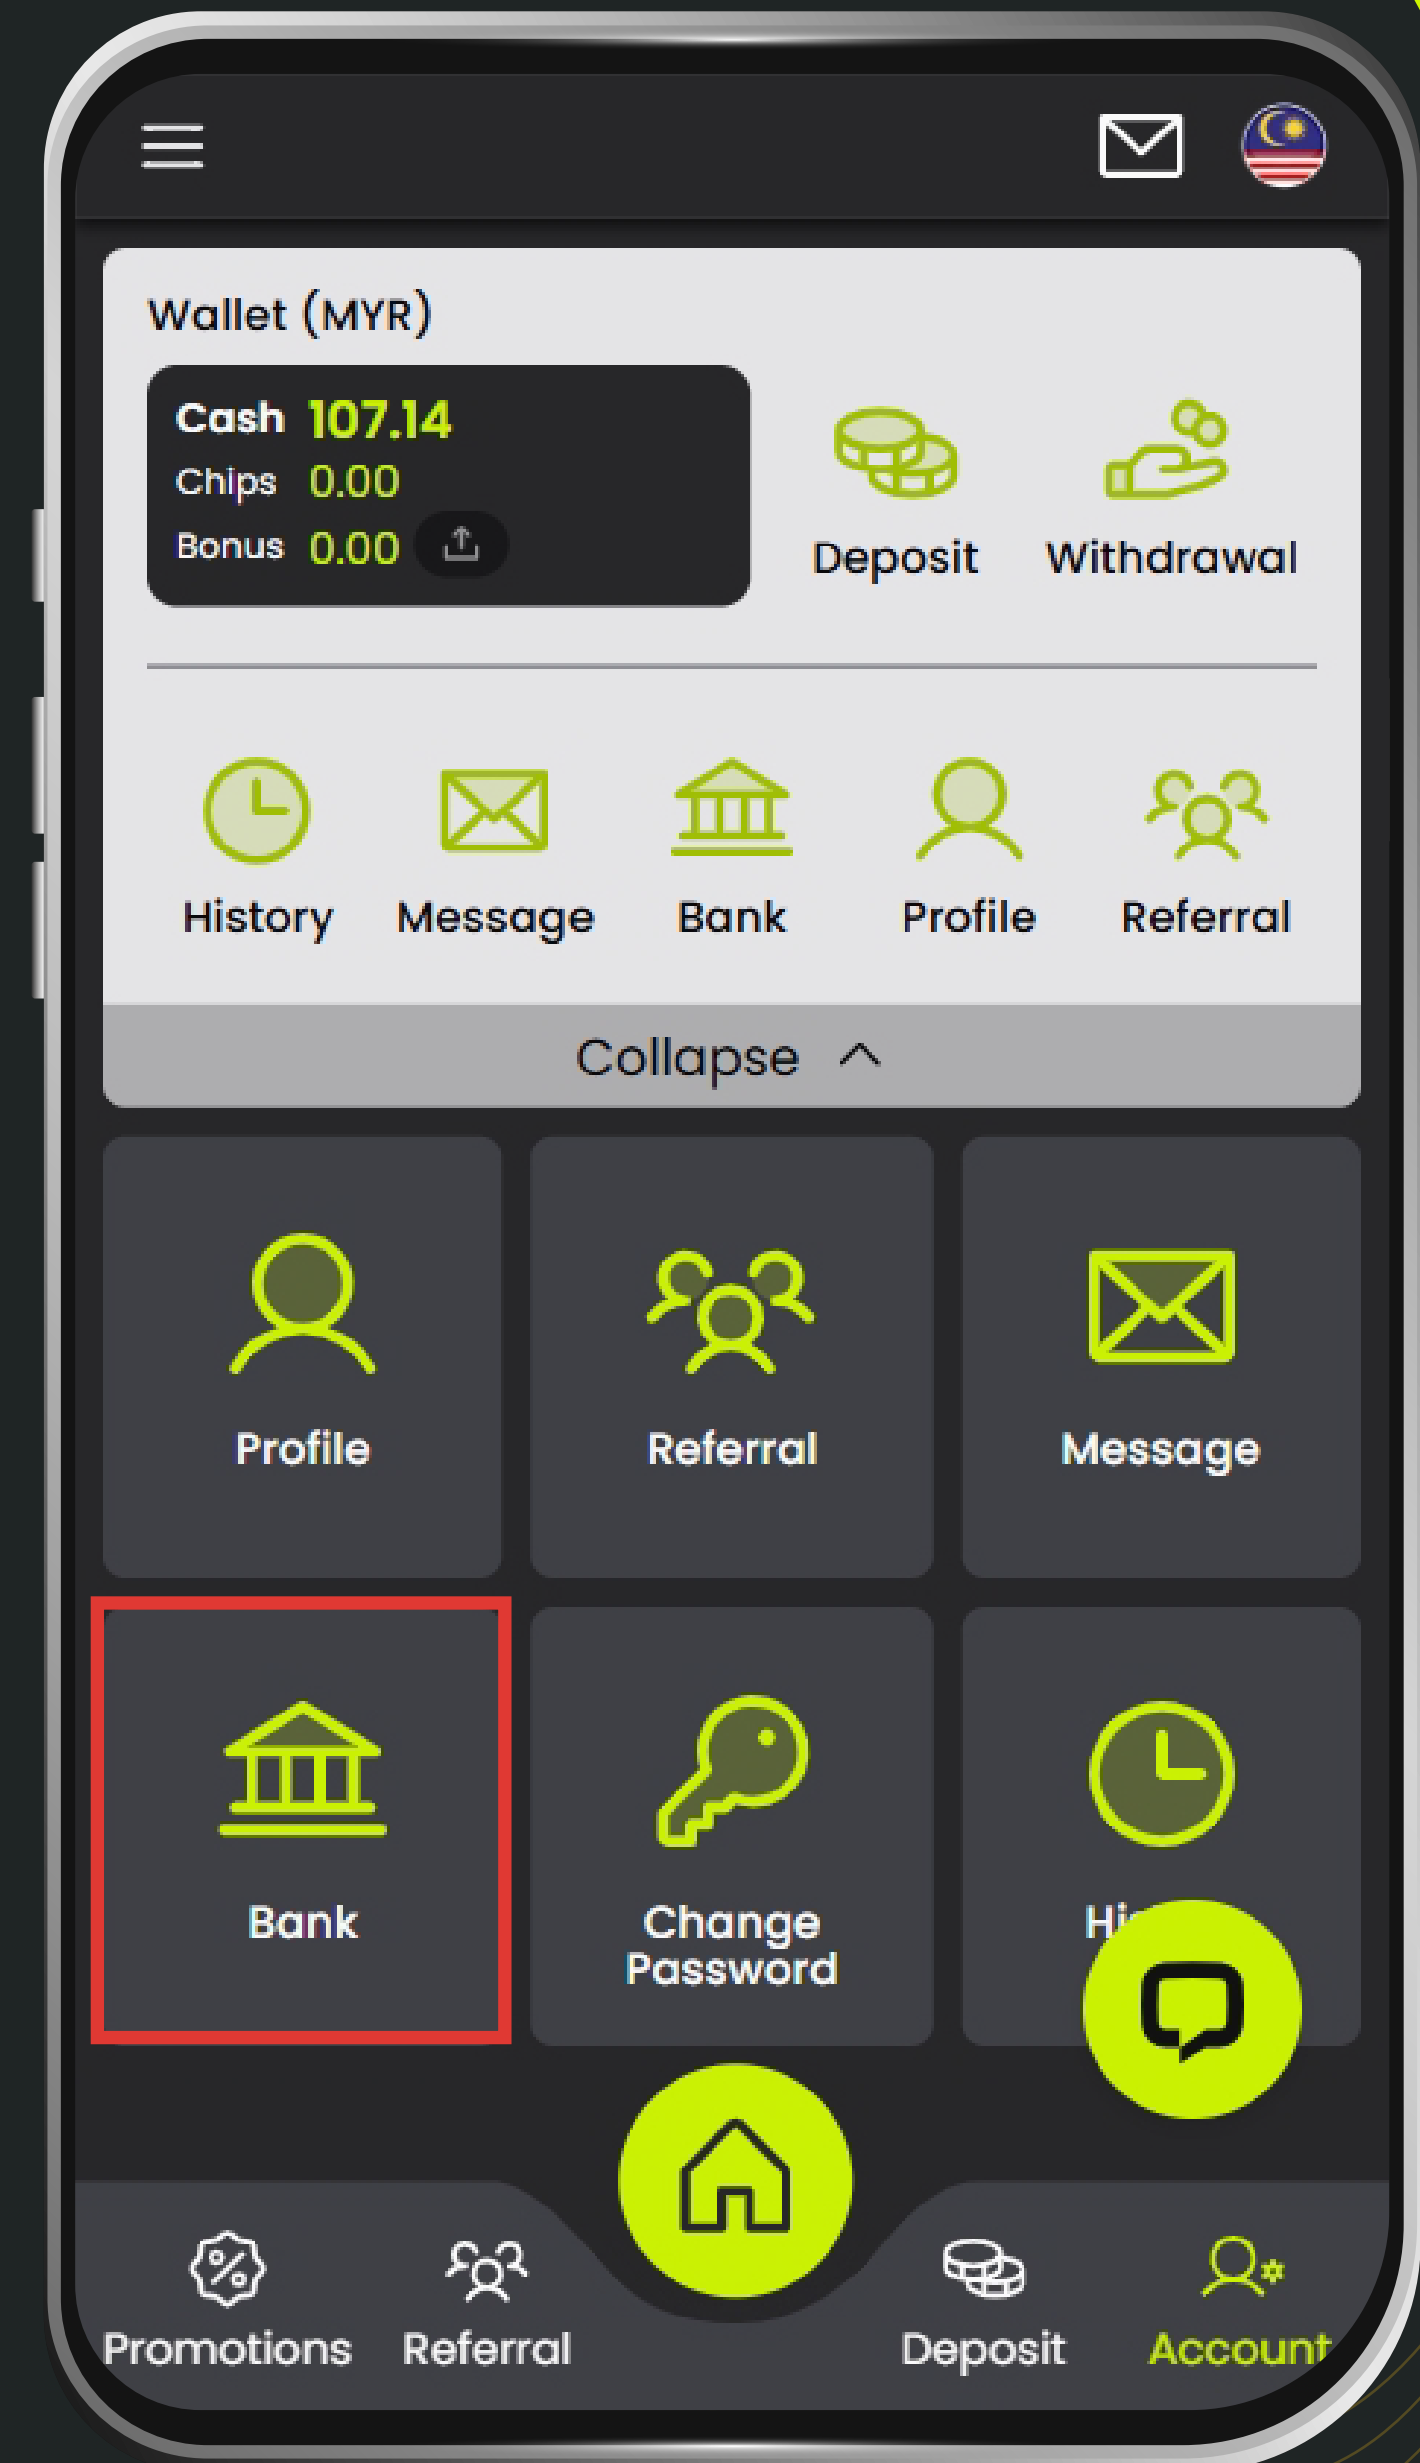 Wallet (MYR)
Cash 107.14
Chips 0.00
Bonus 0.00
Deposit Withdrawal
History Message Bank Profile Referral
Collapse
Profile Referral Message
Bank Change
Password
Promotions Referral Deposit Account